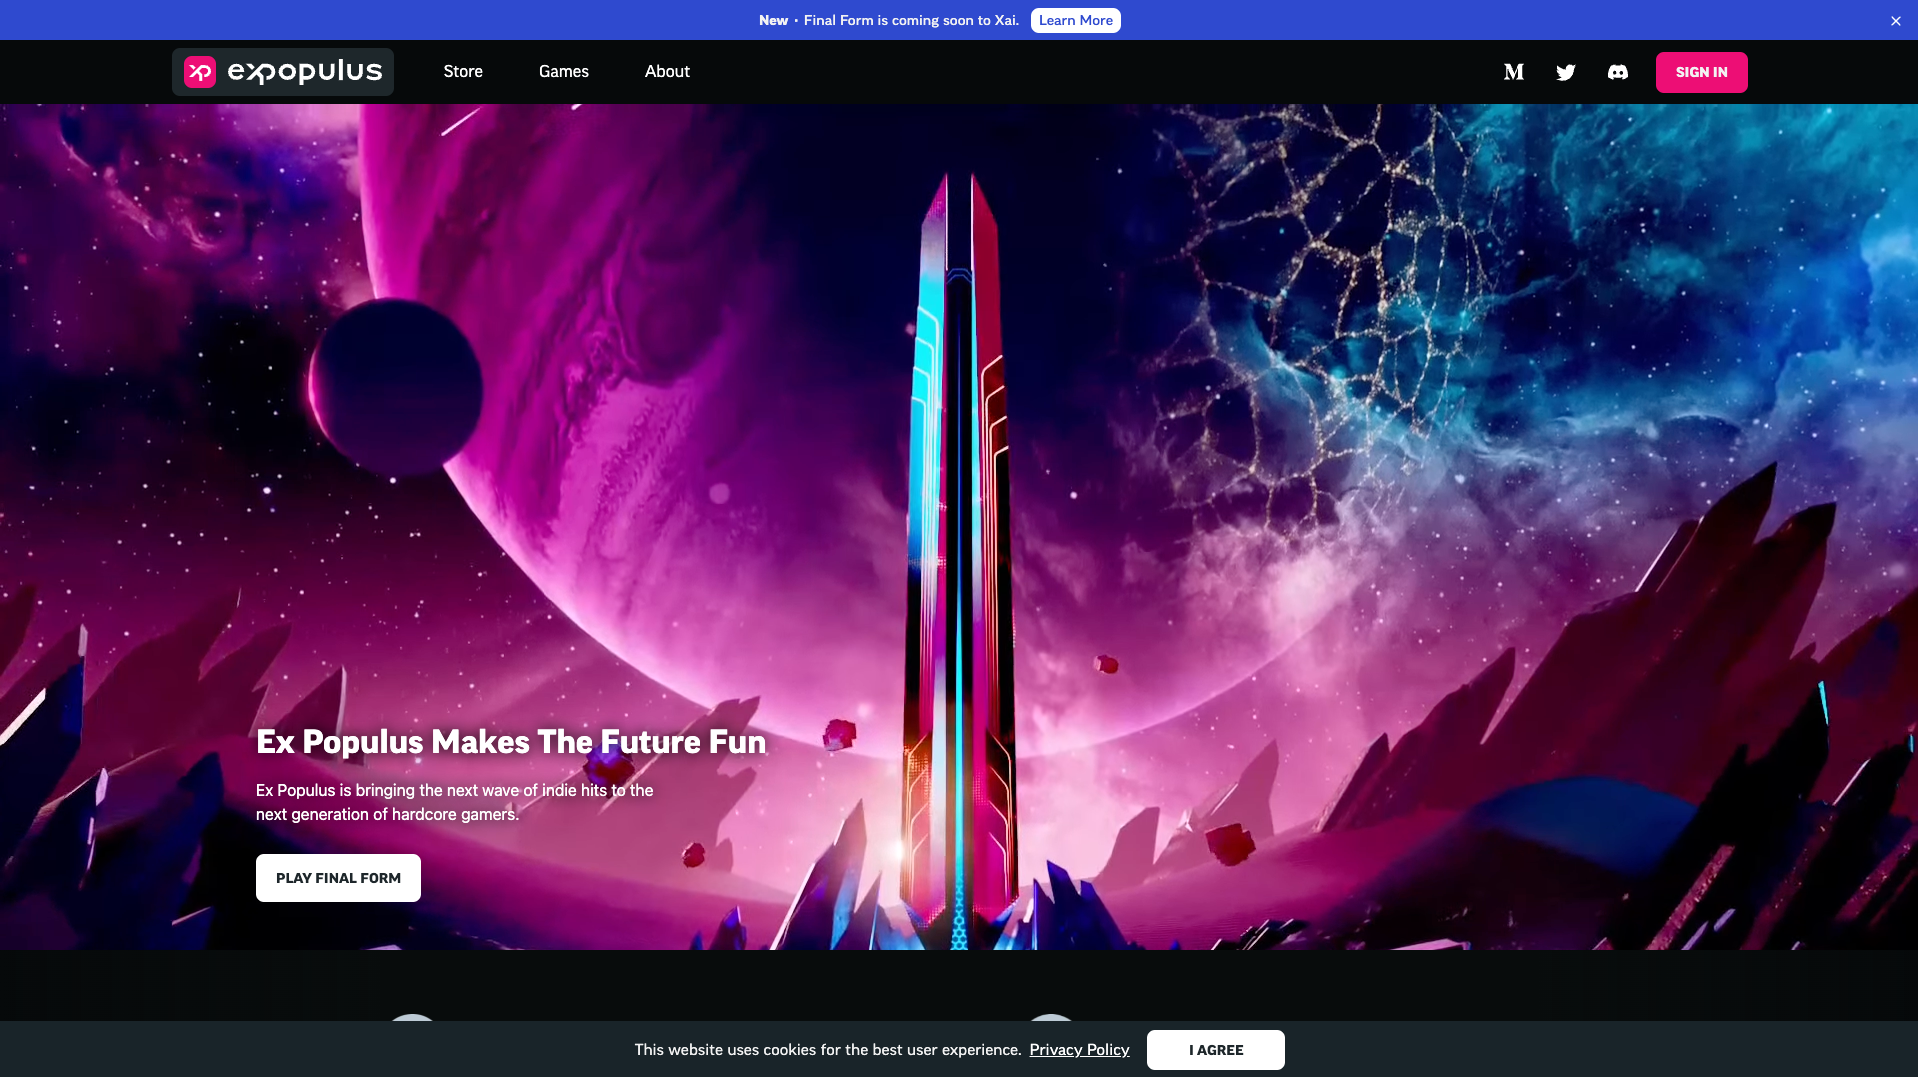 New • Final Form is coming soon to Xai. Learn More
expopulus Store Games About SIGN IN
Ex Populus Makes The Future Fun
Ex Populus is bringing the next wave of indie hits to the
next generation of hardcore gamers.
PLAY FINAL FORM
This website uses cookies for the best user experience. Privacy Policy I AGREE